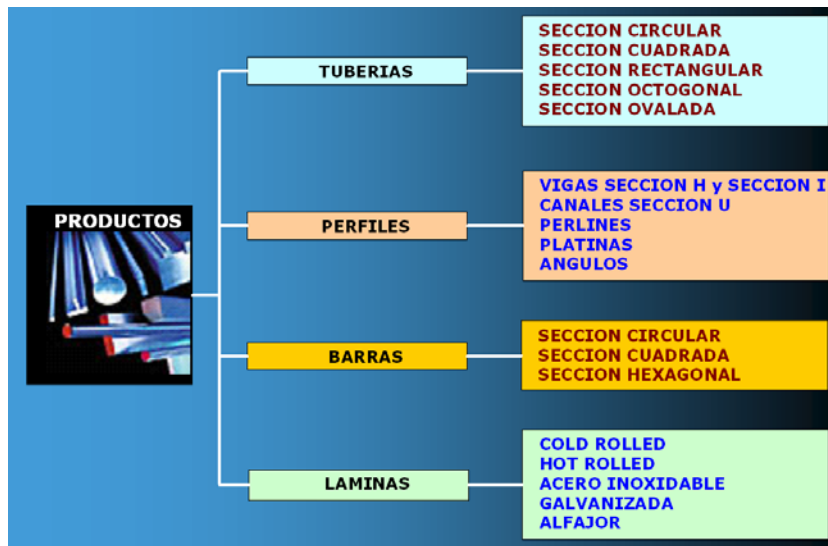 PRODUCTOS
TUBERIAS
SECCION CIRCULAR
SECCION CUADRADA
SECCION RECTANGULAR
SECCION OCTOGONAL
SECCION OVALADA
PERFILES
VIGAS SECCION H y SECCION I
CANALES SECCION U
PERLINES
PLATINAS
ANGULOS
BARRAS
SECCION CIRCULAR
SECCION CUADRADA
SECCION HEXAGONAL
LAMINAS
COLD ROLLED
HOT ROLLED
ACERO INOXIDABLE
GALVANIZADA
ALFAJOR